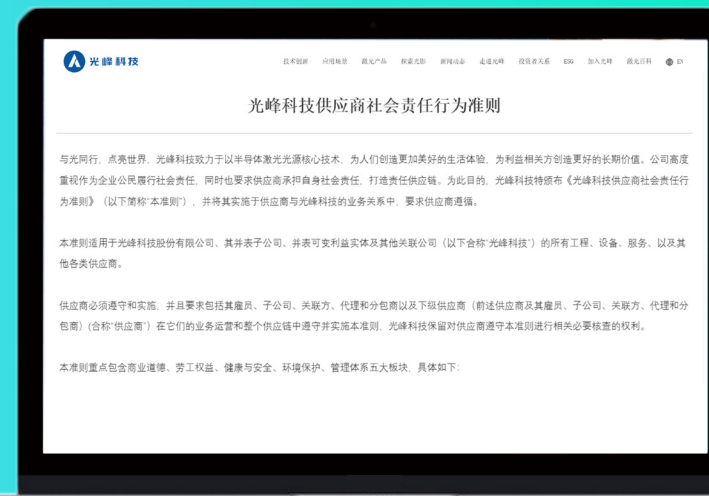 光峰科技
技术创新 应用场景 激光产品 探索光影 新闻动态 走进光峰 投资者关系 ESG 加入光峰 激光百科 EN
光峰科技供应商社会责任行为准则
与光同行，点亮世界，光峰科技致力于以半导体激光光源核心技术，为人们创造更加美好的生活体验，为利益相关方创造更好的长期价值。公司高度
重视作为企业公民履行社会责任，同时也要求供应商承担自身社会责任，打造责任供应链。为此目的，光峰科技特颁布《光峰科技供应商社会责任行
为准则》（以下简称“本准则”），并将其实施于供应商与光峰科技的业务关系中，要求供应商遵循。
本准则适用于光峰科技股份有限公司、其并表子公司、并表可变利益实体及其他关联公司（以下合称“光峰科技”）的所有工程、设备、服务、以及其
他各类供应商。
供应商必须遵守和实施，并且要求包括其雇员、子公司、关联方、代理和分包商以及下级供应商（前述供应商及其雇员、子公司、关联方、代理和分
包商）(合称“供应商”）在它们的业务运营和整个供应链中遵守并实施本准则，光峰科技保留对供应商遵守本准则进行相关必要核查的权利。
本准则重点包含商业道德、劳工权益、健康与安全、环境保护、管理体系五大板块，具体如下：